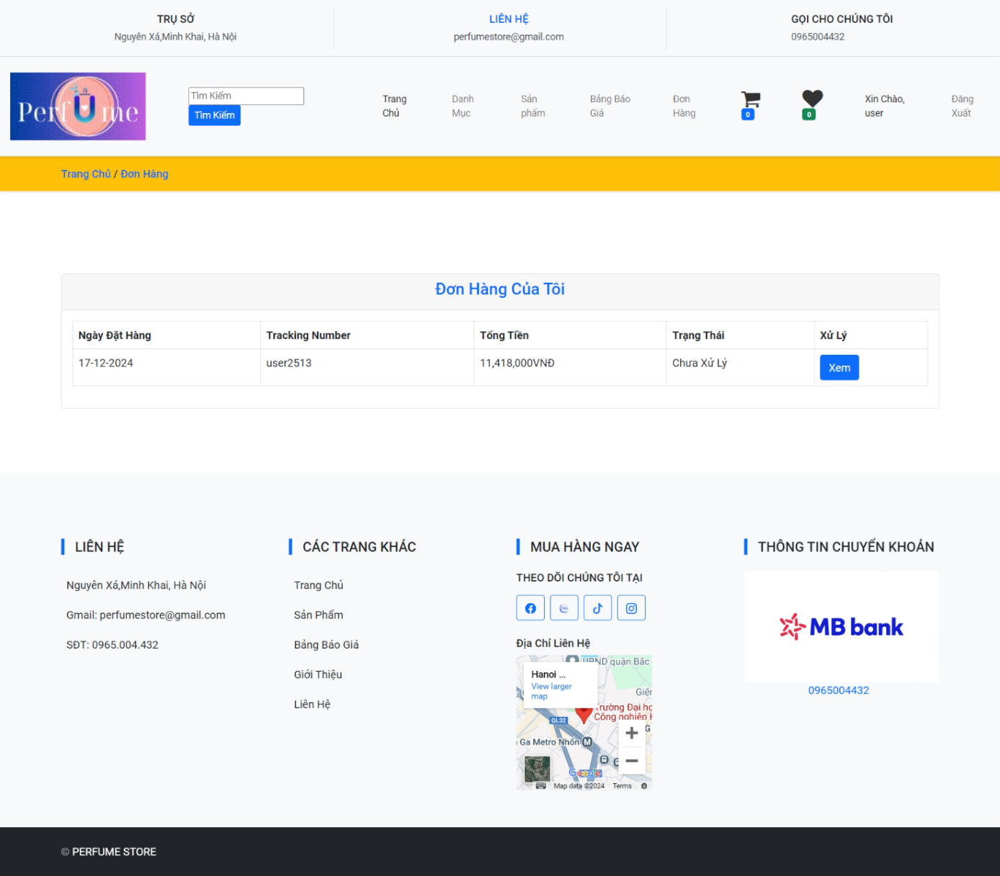 TRỤ SỞ
Nguyên Xá,Minh Khai, Hà Nội
LIÊN HỆ
perfumestore@gmail.com
GỌI CHO CHÚNG TÔI
0965004432
Perfume
Tìm Kiếm
Tìm Kiếm
Trang Chủ
Danh Mục
Sản phẩm
Bảng Báo Giá
Đơn Hàng
0
0
Xin Chào, user
Đăng Xuất
Trang Chủ / Đơn Hàng
Đơn Hàng Của Tôi
Ngày Đặt Hàng Tracking Number Tổng Tiền Trạng Thái Xử Lý
17-12-2024 user2513 11,418,000VNĐ Chưa Xử Lý Xem
LIÊN HỆ
Nguyên Xá,Minh Khai, Hà Nội
Gmail: perfumestore@gmail.com
SĐT: 0965.004.432
CÁC TRANG KHÁC
Trang Chủ
Sản Phẩm
Bảng Báo Giá
Giới Thiệu
Liên Hệ
MUA HÀNG NGAY
THEO DÕI CHÚNG TÔI TẠI
Địa Chỉ Liên Hệ
UBND quận Bắc
Hanoi ...
View larger
map
Trường Đại họ
Công nghiệp H
QL32
Ga Metro Nhổn M
Google
Map data ©2024 Terms
THÔNG TIN CHUYỂN KHOẢN
MB bank
0965004432
© PERFUME STORE